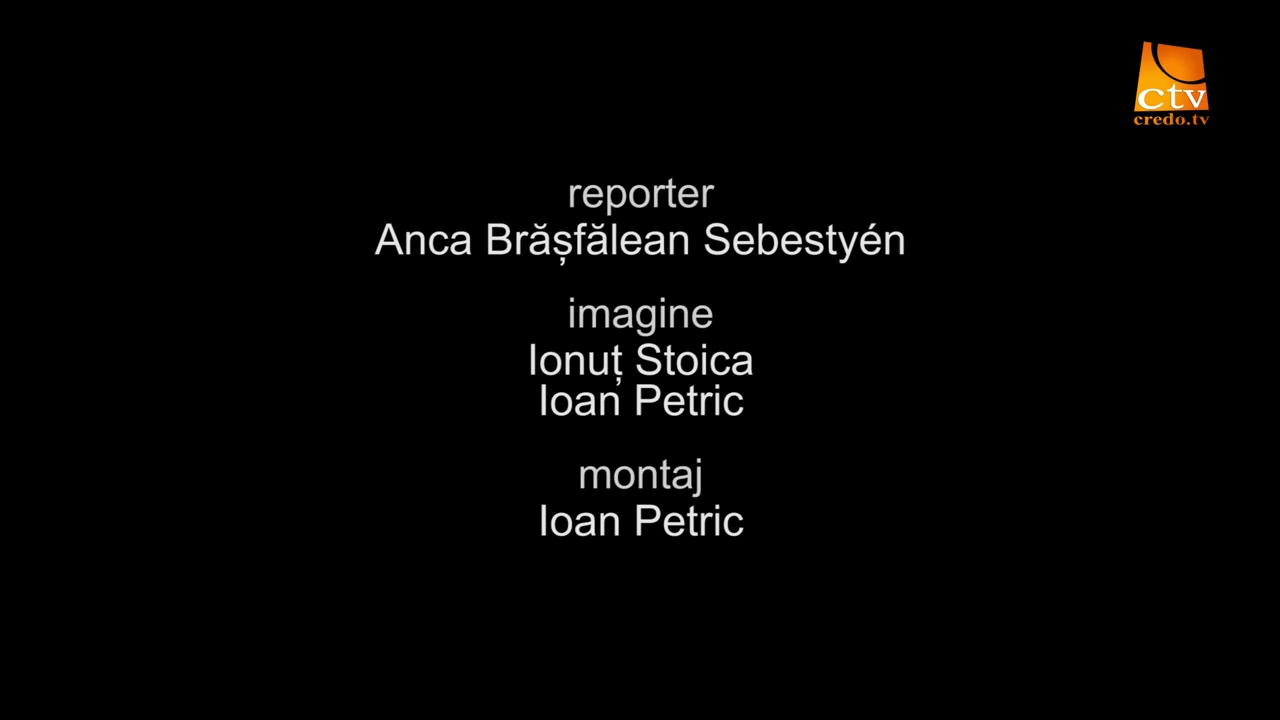 ctv
credo.tv
reporter
Anca Brășfălean Sebestyén
imagine
Ionuț Stoica
Ioan Petric
montaj
Ioan Petric